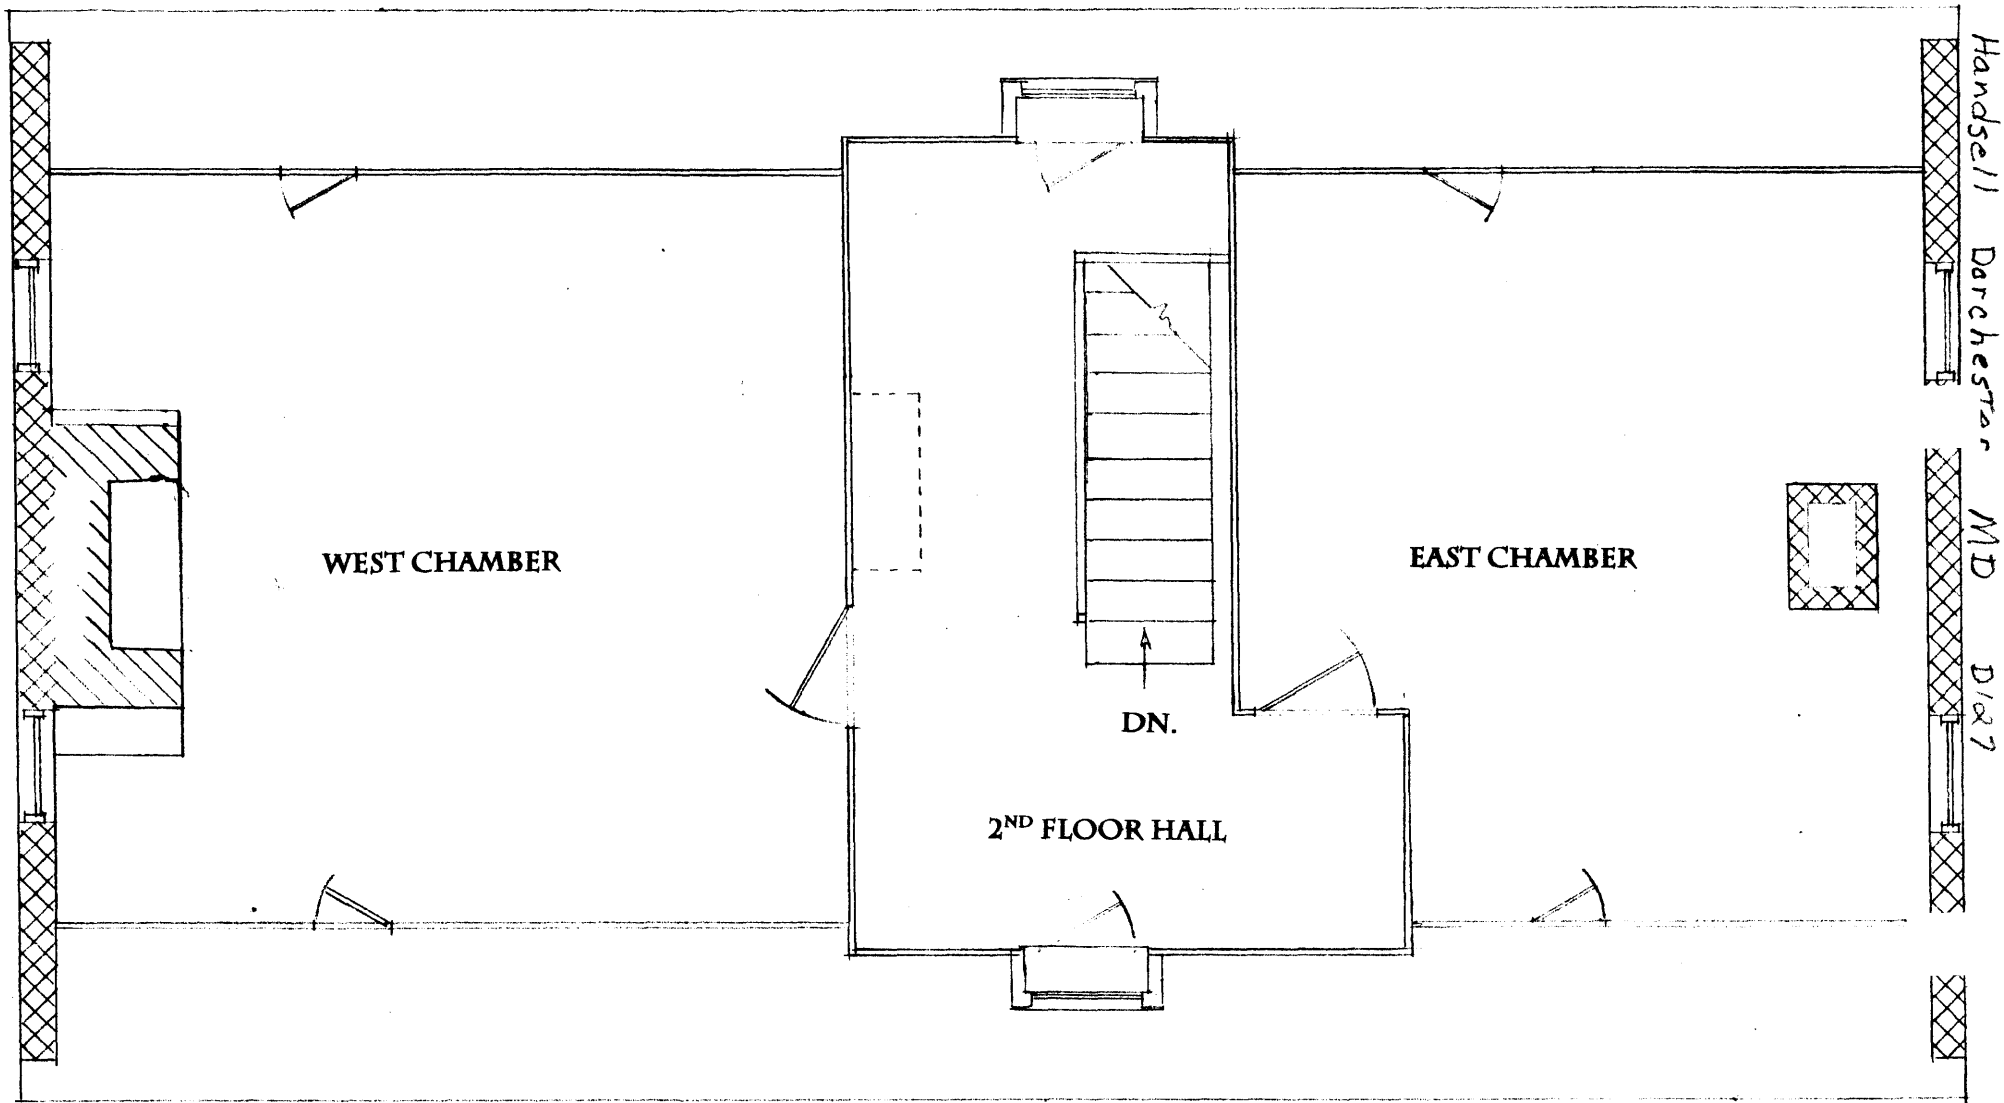 WEST CHAMBER
EAST CHAMBER
DN.
2ND FLOOR HALL
Handsell Dorchester MD D127